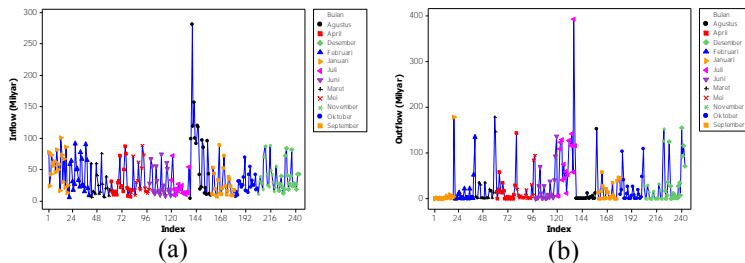 300
250
200
150
100
50
0
Inflow (Milyar)
1 24 48 72 96 120 144 168 192 216 240
Index
Bulan
Agustus
April
Desember
Februari
Januari
Juli
Juni
Maret
Mei
November
Oktober
September
(a)
400
300
200
100
0
Outflow (Milyar)
1 24 48 72 96 120 144 168 192 216 240
Index
Bulan
Agustus
April
Desember
Februari
Januari
Juli
Juni
Maret
Mei
November
Oktober
September
(b)